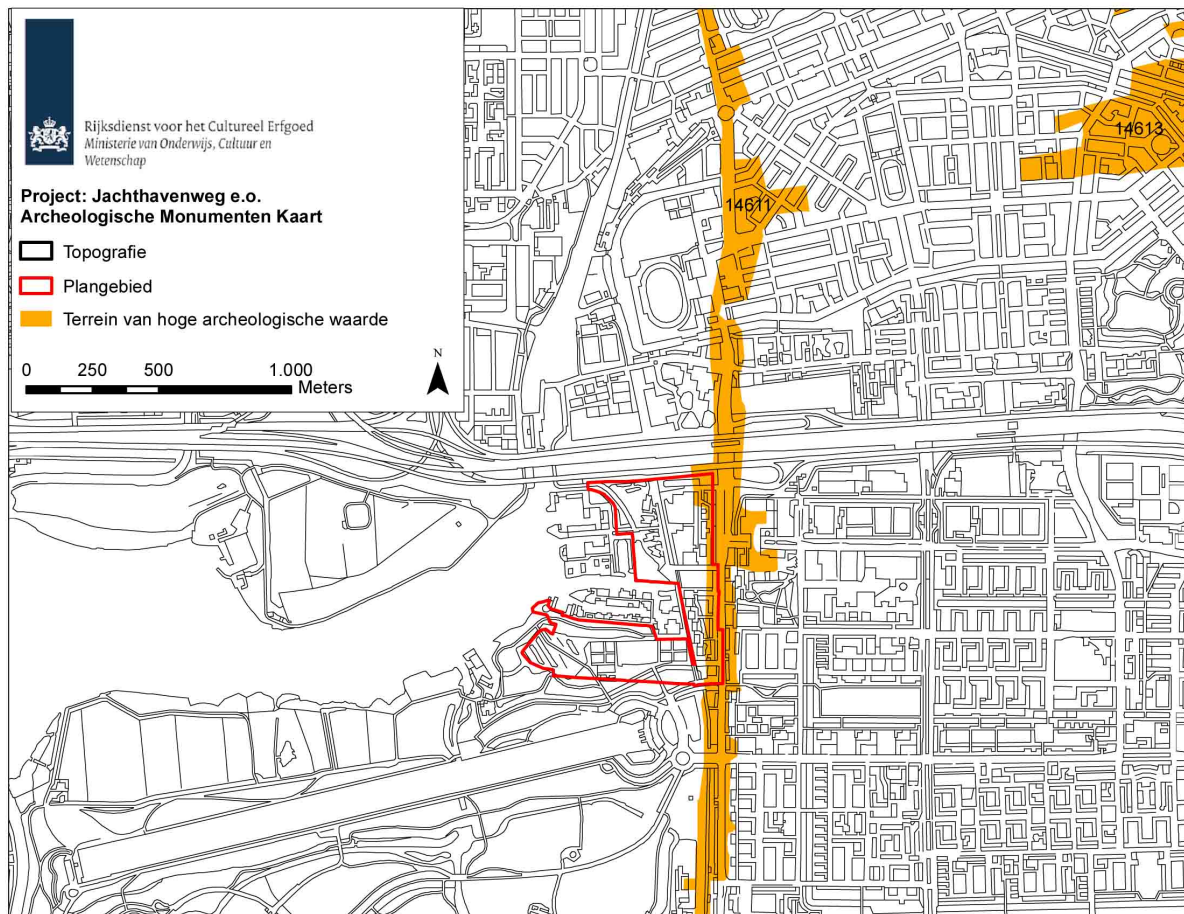 Rijksdienst voor het Cultureel Erfgoed
Ministerie van Onderwijs, Cultuur en
Wetenschap
Project: Jachthavenweg e.o.
Archeologische Monumenten Kaart
Topografie
Plangebied
Terrein van hoge archeologische waarde
N
0 250 500 1.000
Meters
14613
14611